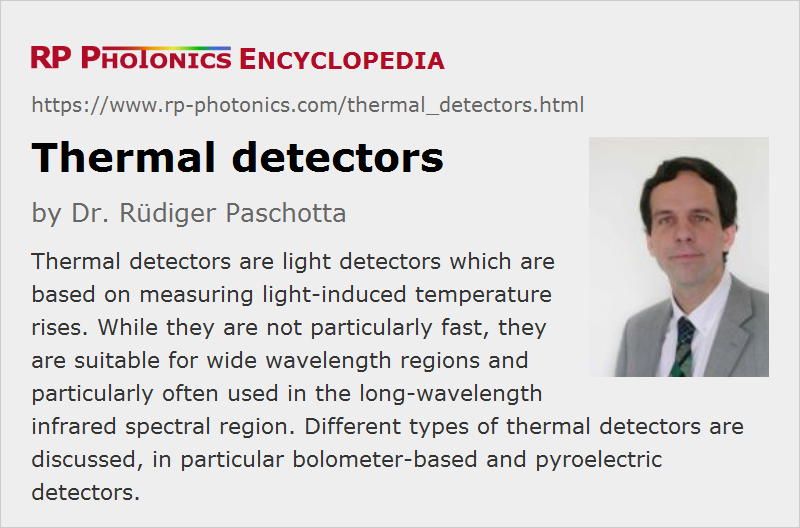 RP PHOTONICS ENCYCLOPEDIA
https://www.rp-photonics.com/thermal_detectors.html
Thermal detectors
by Dr. Rüdiger Paschotta
Thermal detectors are light detectors which are
based on measuring light-induced temperature
rises. While they are not particularly fast, they
are suitable for wide wavelength regions and
particularly often used in the long-wavelength
infrared spectral region. Different types of thermal detectors are
discussed, in particular bolometer-based and pyroelectric
detectors.